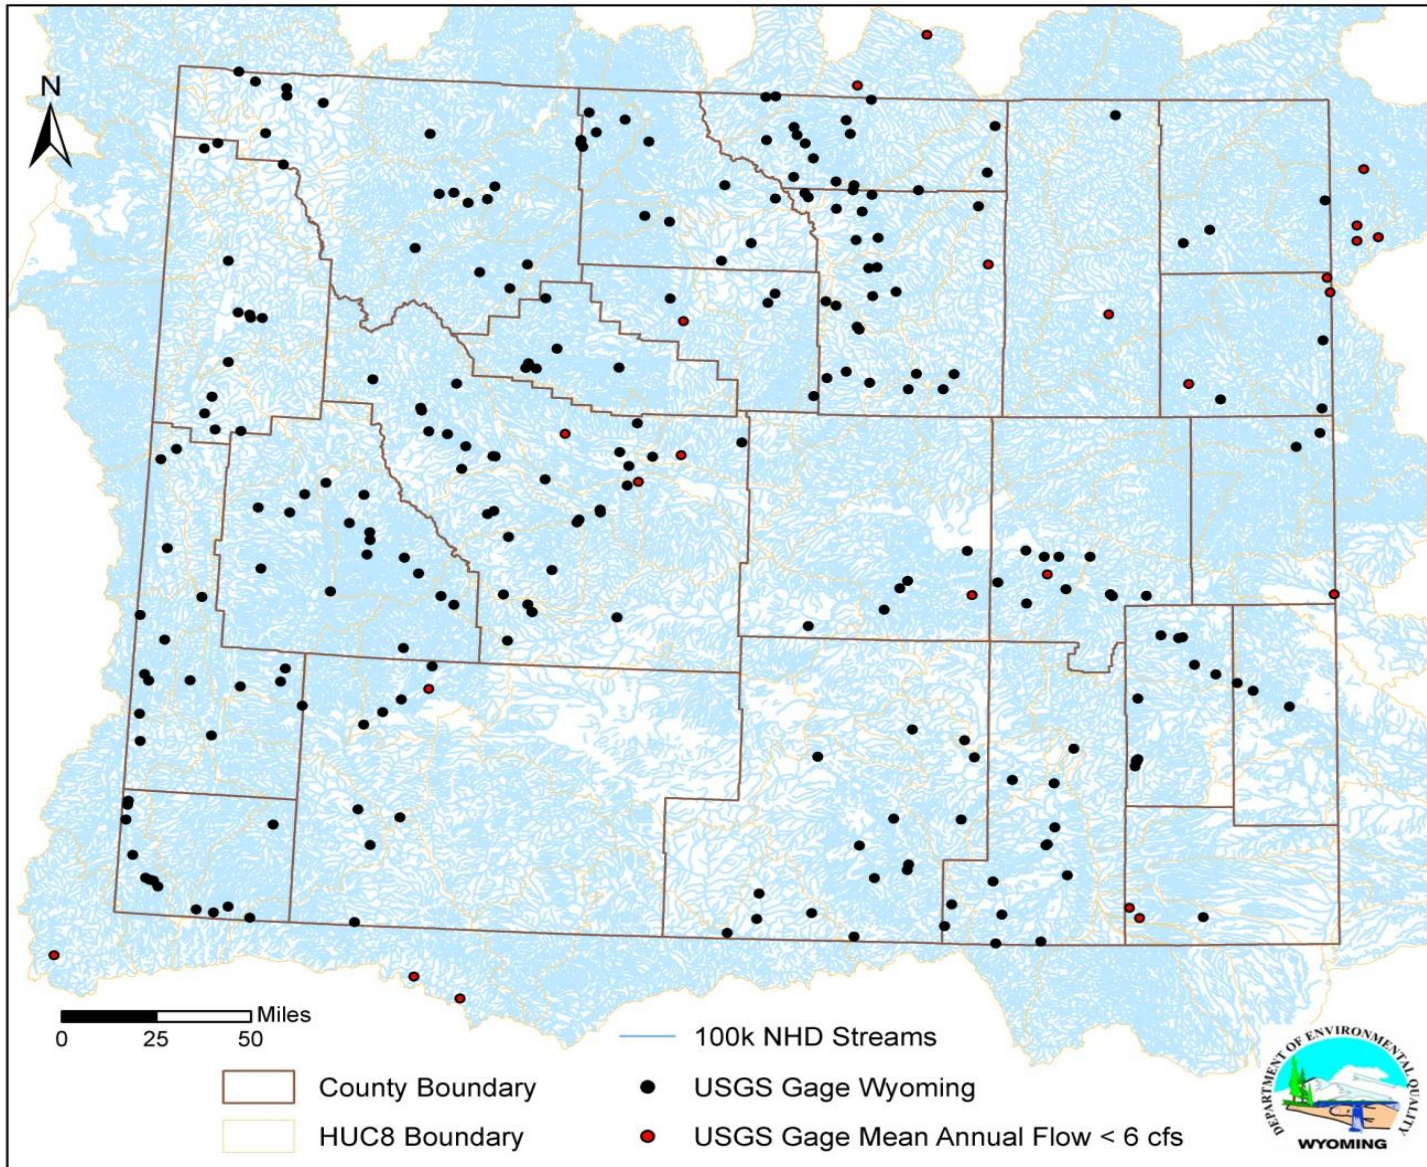 N
Miles
0 25 50
100k NHD Streams
County Boundary
USGS Gage Wyoming
HUC8 Boundary
USGS Gage Mean Annual Flow < 6 cfs
DEPARTMENT OF ENVIRONMENTAL QUALITY
WYOMING